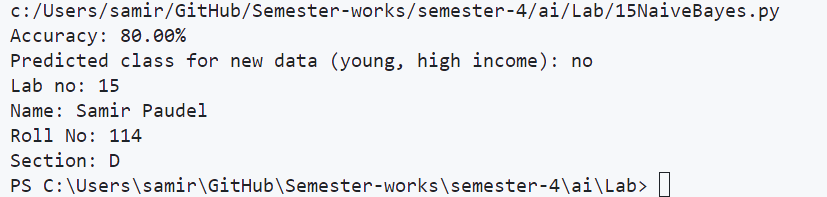 c:/Users/samir/GitHub/Semester-works/semester-4/ai/Lab/15NaiveBayes.py
Accuracy: 80.00%
Predicted class for new data (young, high income): no
Lab no: 15
Name: Samir Paudel
Roll No: 114
Section: D
PS C:\Users\samir\GitHub\Semester-works\semester-4\ai\Lab>